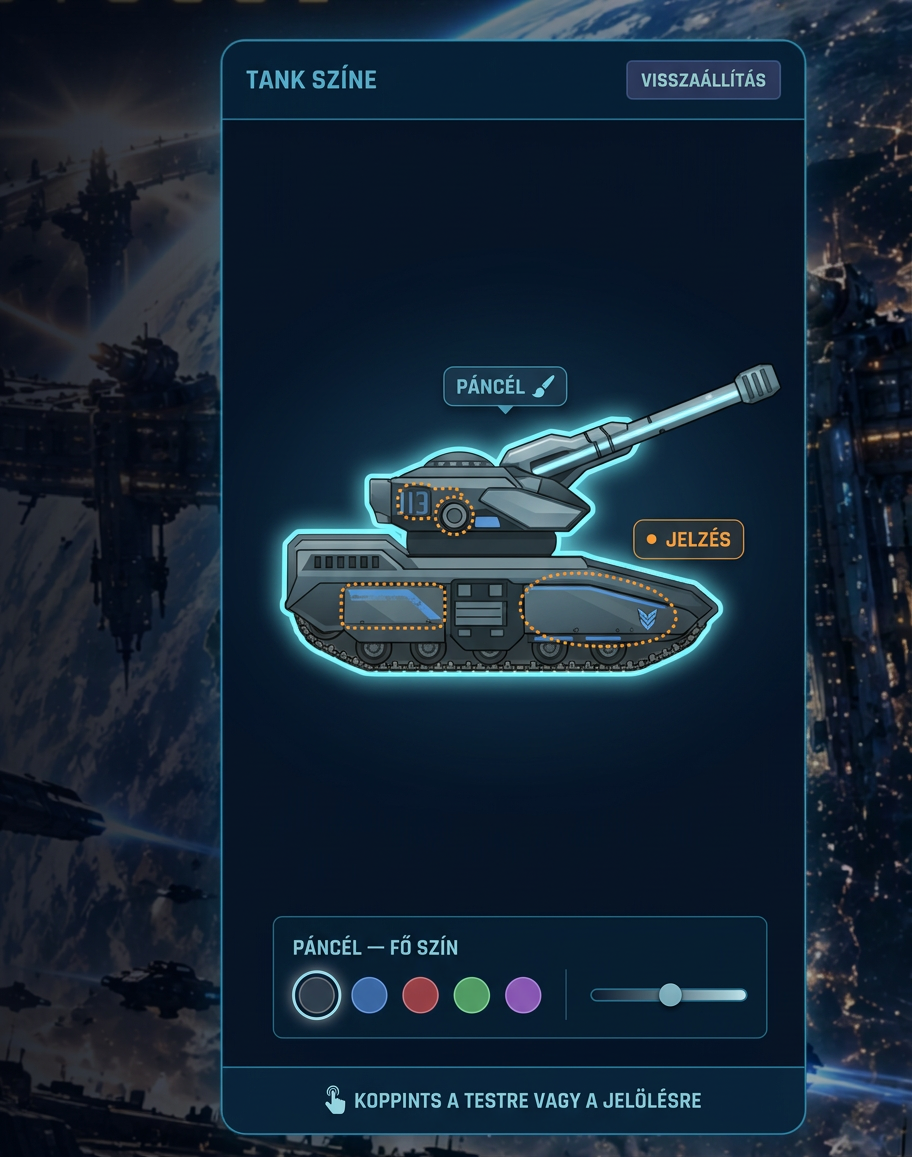 TANK SZÍNE
VISSZAÁLLÍTÁS
PÁNCÉL
113
JELZÉS
PÁNCÉL — FŐ SZÍN
KOPPINTS A TESTRE VAGY A JELÖLÉSRE